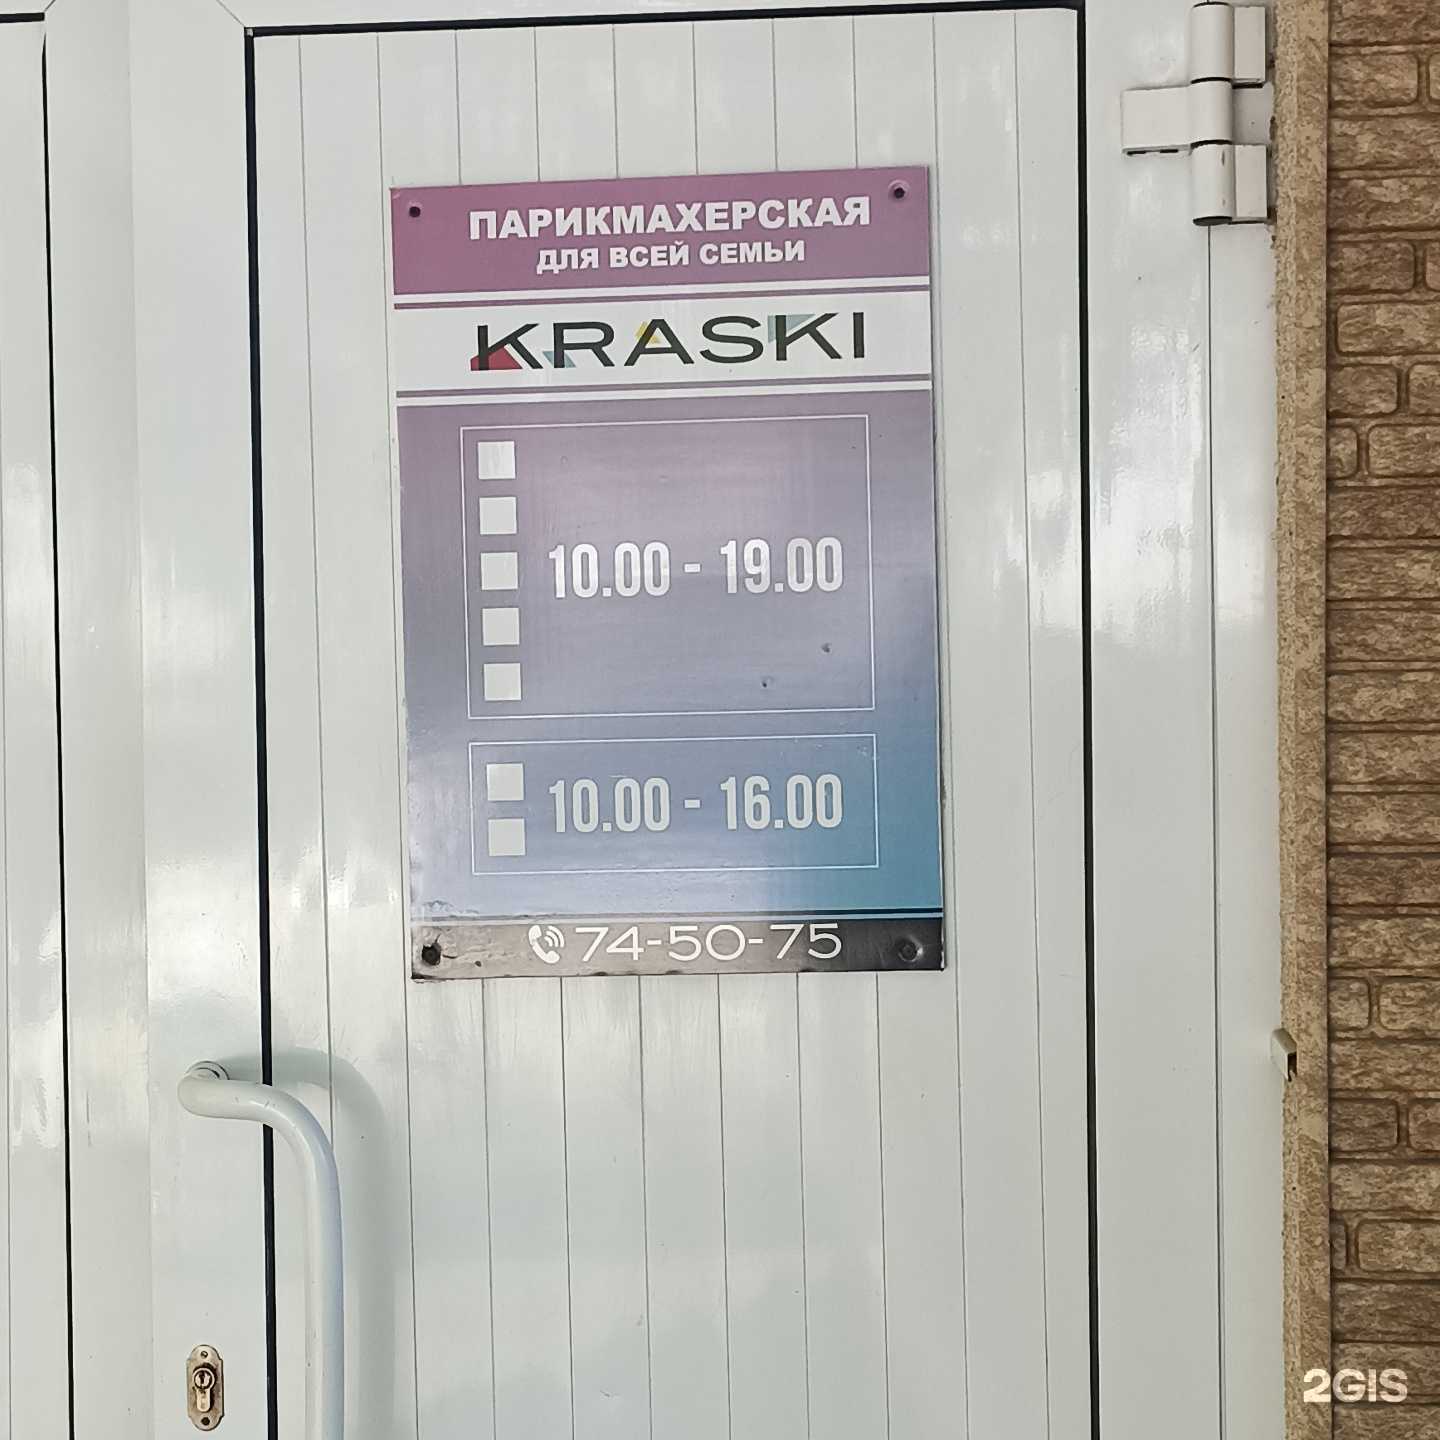 ПАРИКМАХЕРСКАЯ
ДЛЯ ВСЕЙ СЕМЬИ
KRASKI
10.00 - 19.00
10.00 - 16.00
74-50-75
2GIS